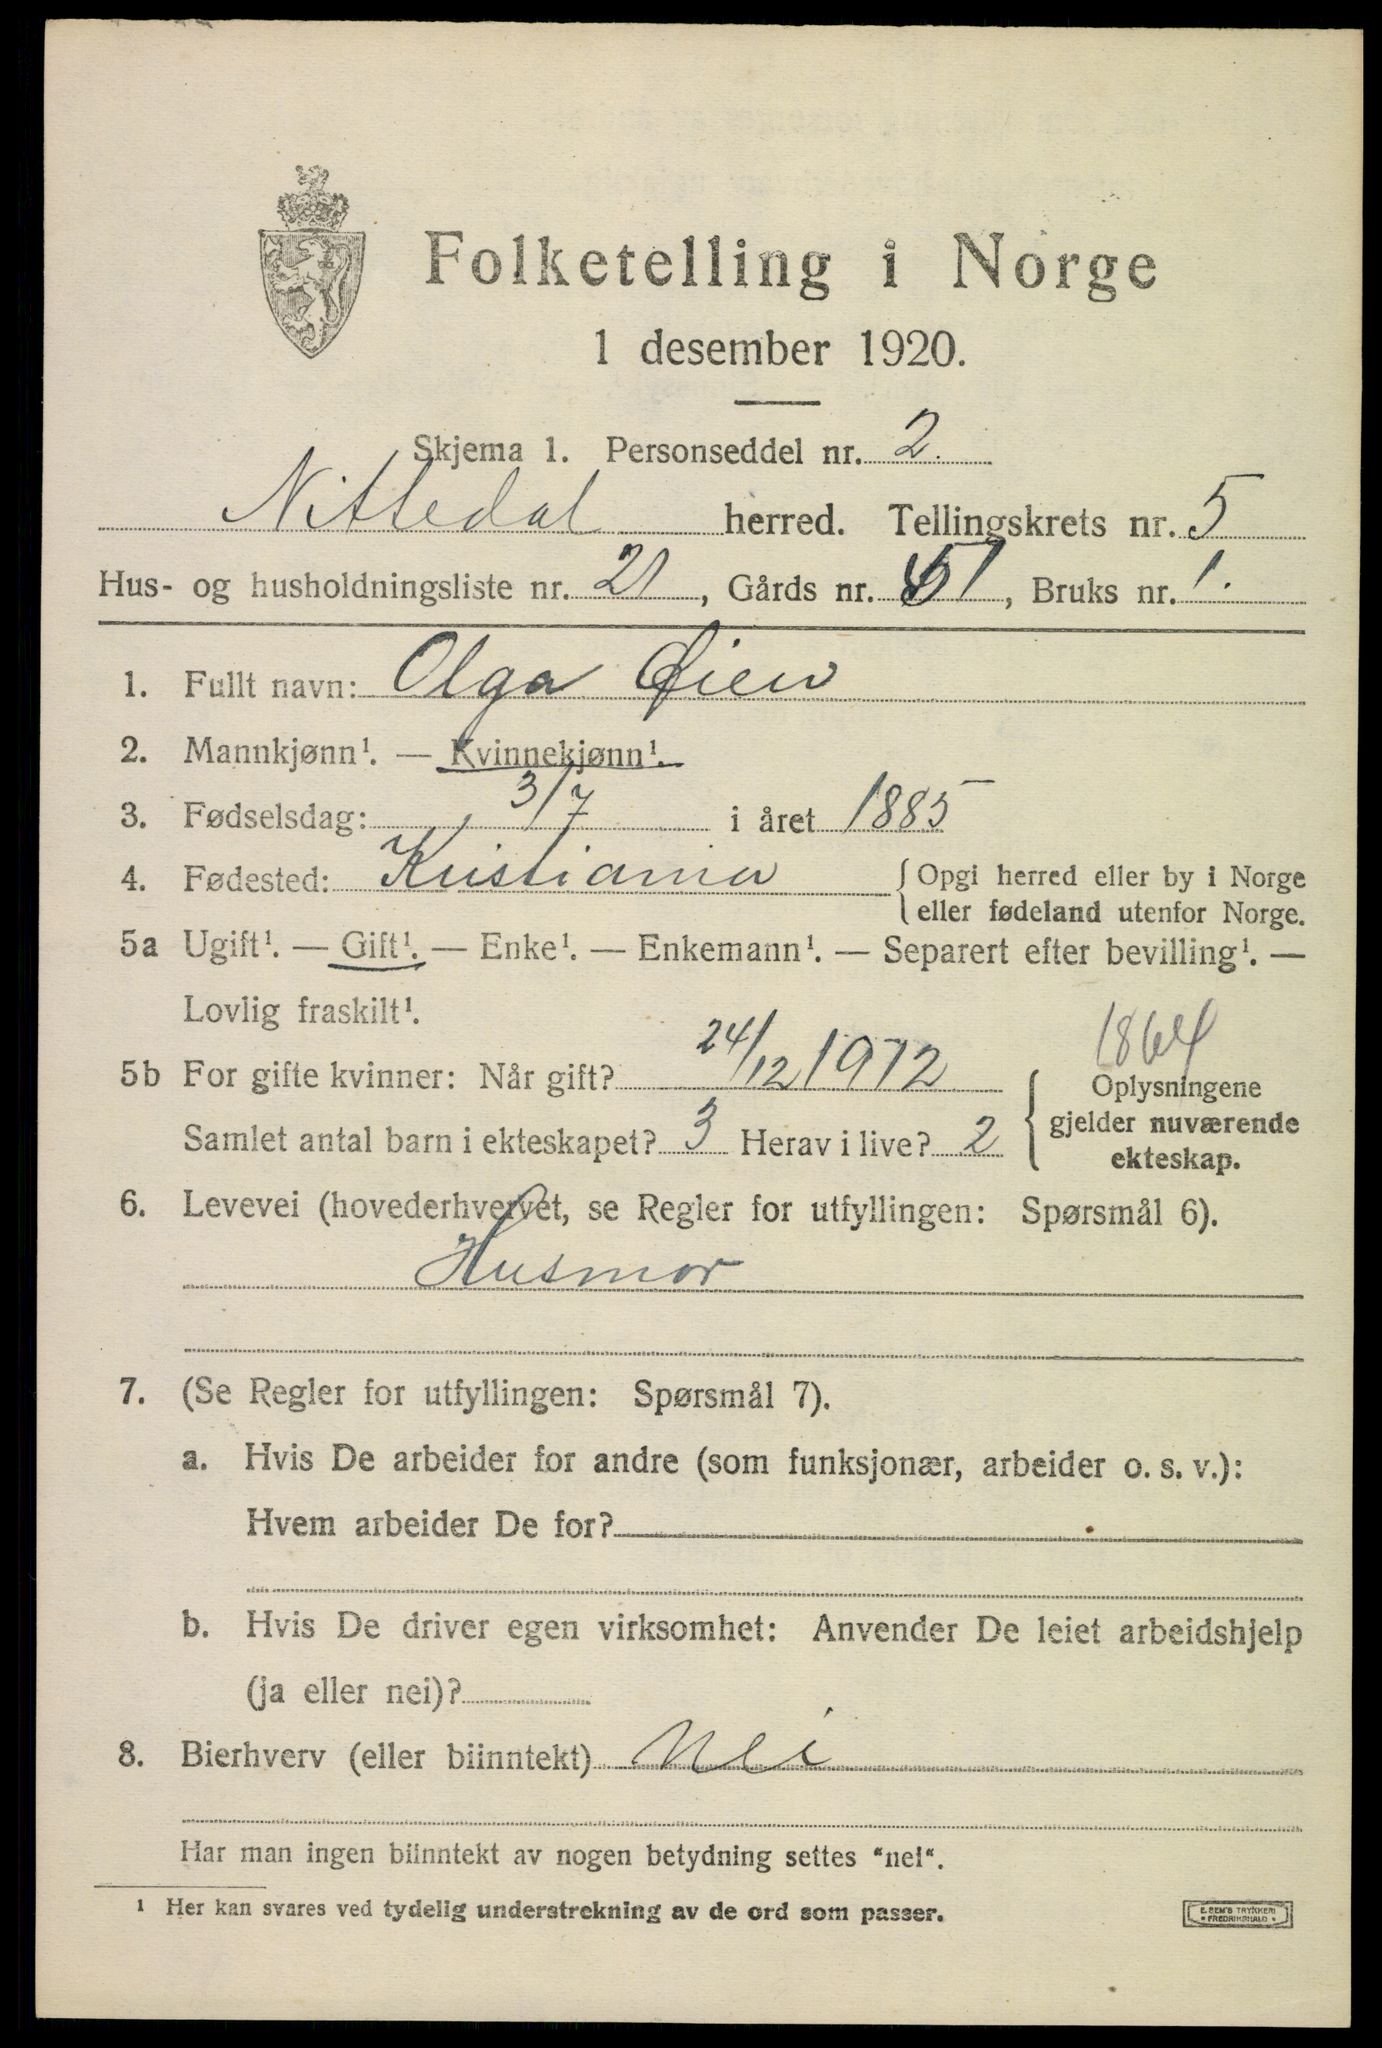 Folketelling i Norge
1 desember 1920.
Skjema 1. Personseddel nr. 2.
Nittedal herred. Tellingskrets nr. 5
Hus- og husholdningsliste nr. 21, Gårds nr. 51, Bruks nr. 1.
1. Fullt navn: Olga Øien
2. Mannkjønn¹. — Kvinnekjønn¹.
3. Fødselsdag: 3/7 i året 1885
4. Fødested: Kristiania { Opgi herred eller by i Norge
eller fødeland utenfor Norge.
5a Ugift¹. — Gift¹. — Enke¹. — Enkemann¹. — Separert efter bevilling¹. —
Lovlig fraskilt¹.
1864
5b For gifte kvinner: Når gift? 24/12 1912
Samlet antal barn i ekteskapet? 3 Herav i live? 2
{ Oplysningene
gjelder nuværende
ekteskap.
6. Levevei (hovederhvervet, se Regler for utfyllingen: Spørsmål 6).
Husmor
7. (Se Regler for utfyllingen: Spørsmål 7).
a. Hvis De arbeider for andre (som funksjonær, arbeider o. s. v.):
Hvem arbeider De for?
b. Hvis De driver egen virksomhet: Anvender De leiet arbeidshjelp
(ja eller nei)?
8. Bierhverv (eller biinntekt) Nei
Har man ingen biinntekt av nogen betydning settes "nei".
¹ Her kan svares ved tydelig understrekning av de ord som passer.
E. SEM'S TRYKKERI
• FREDRIKSHALD •